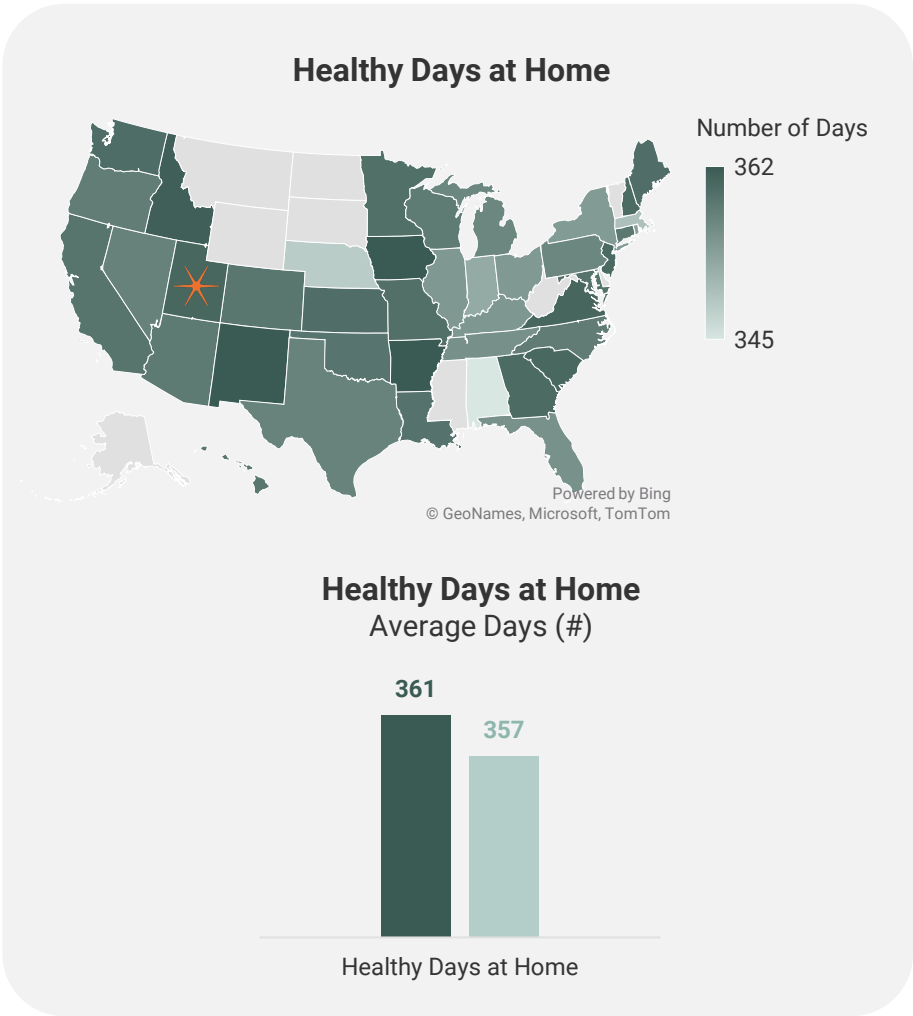 Healthy Days at Home
Number of Days
362
345
Powered by Bing
© GeoNames, Microsoft, TomTom
Healthy Days at Home
Average Days (#)
361
357
Healthy Days at Home